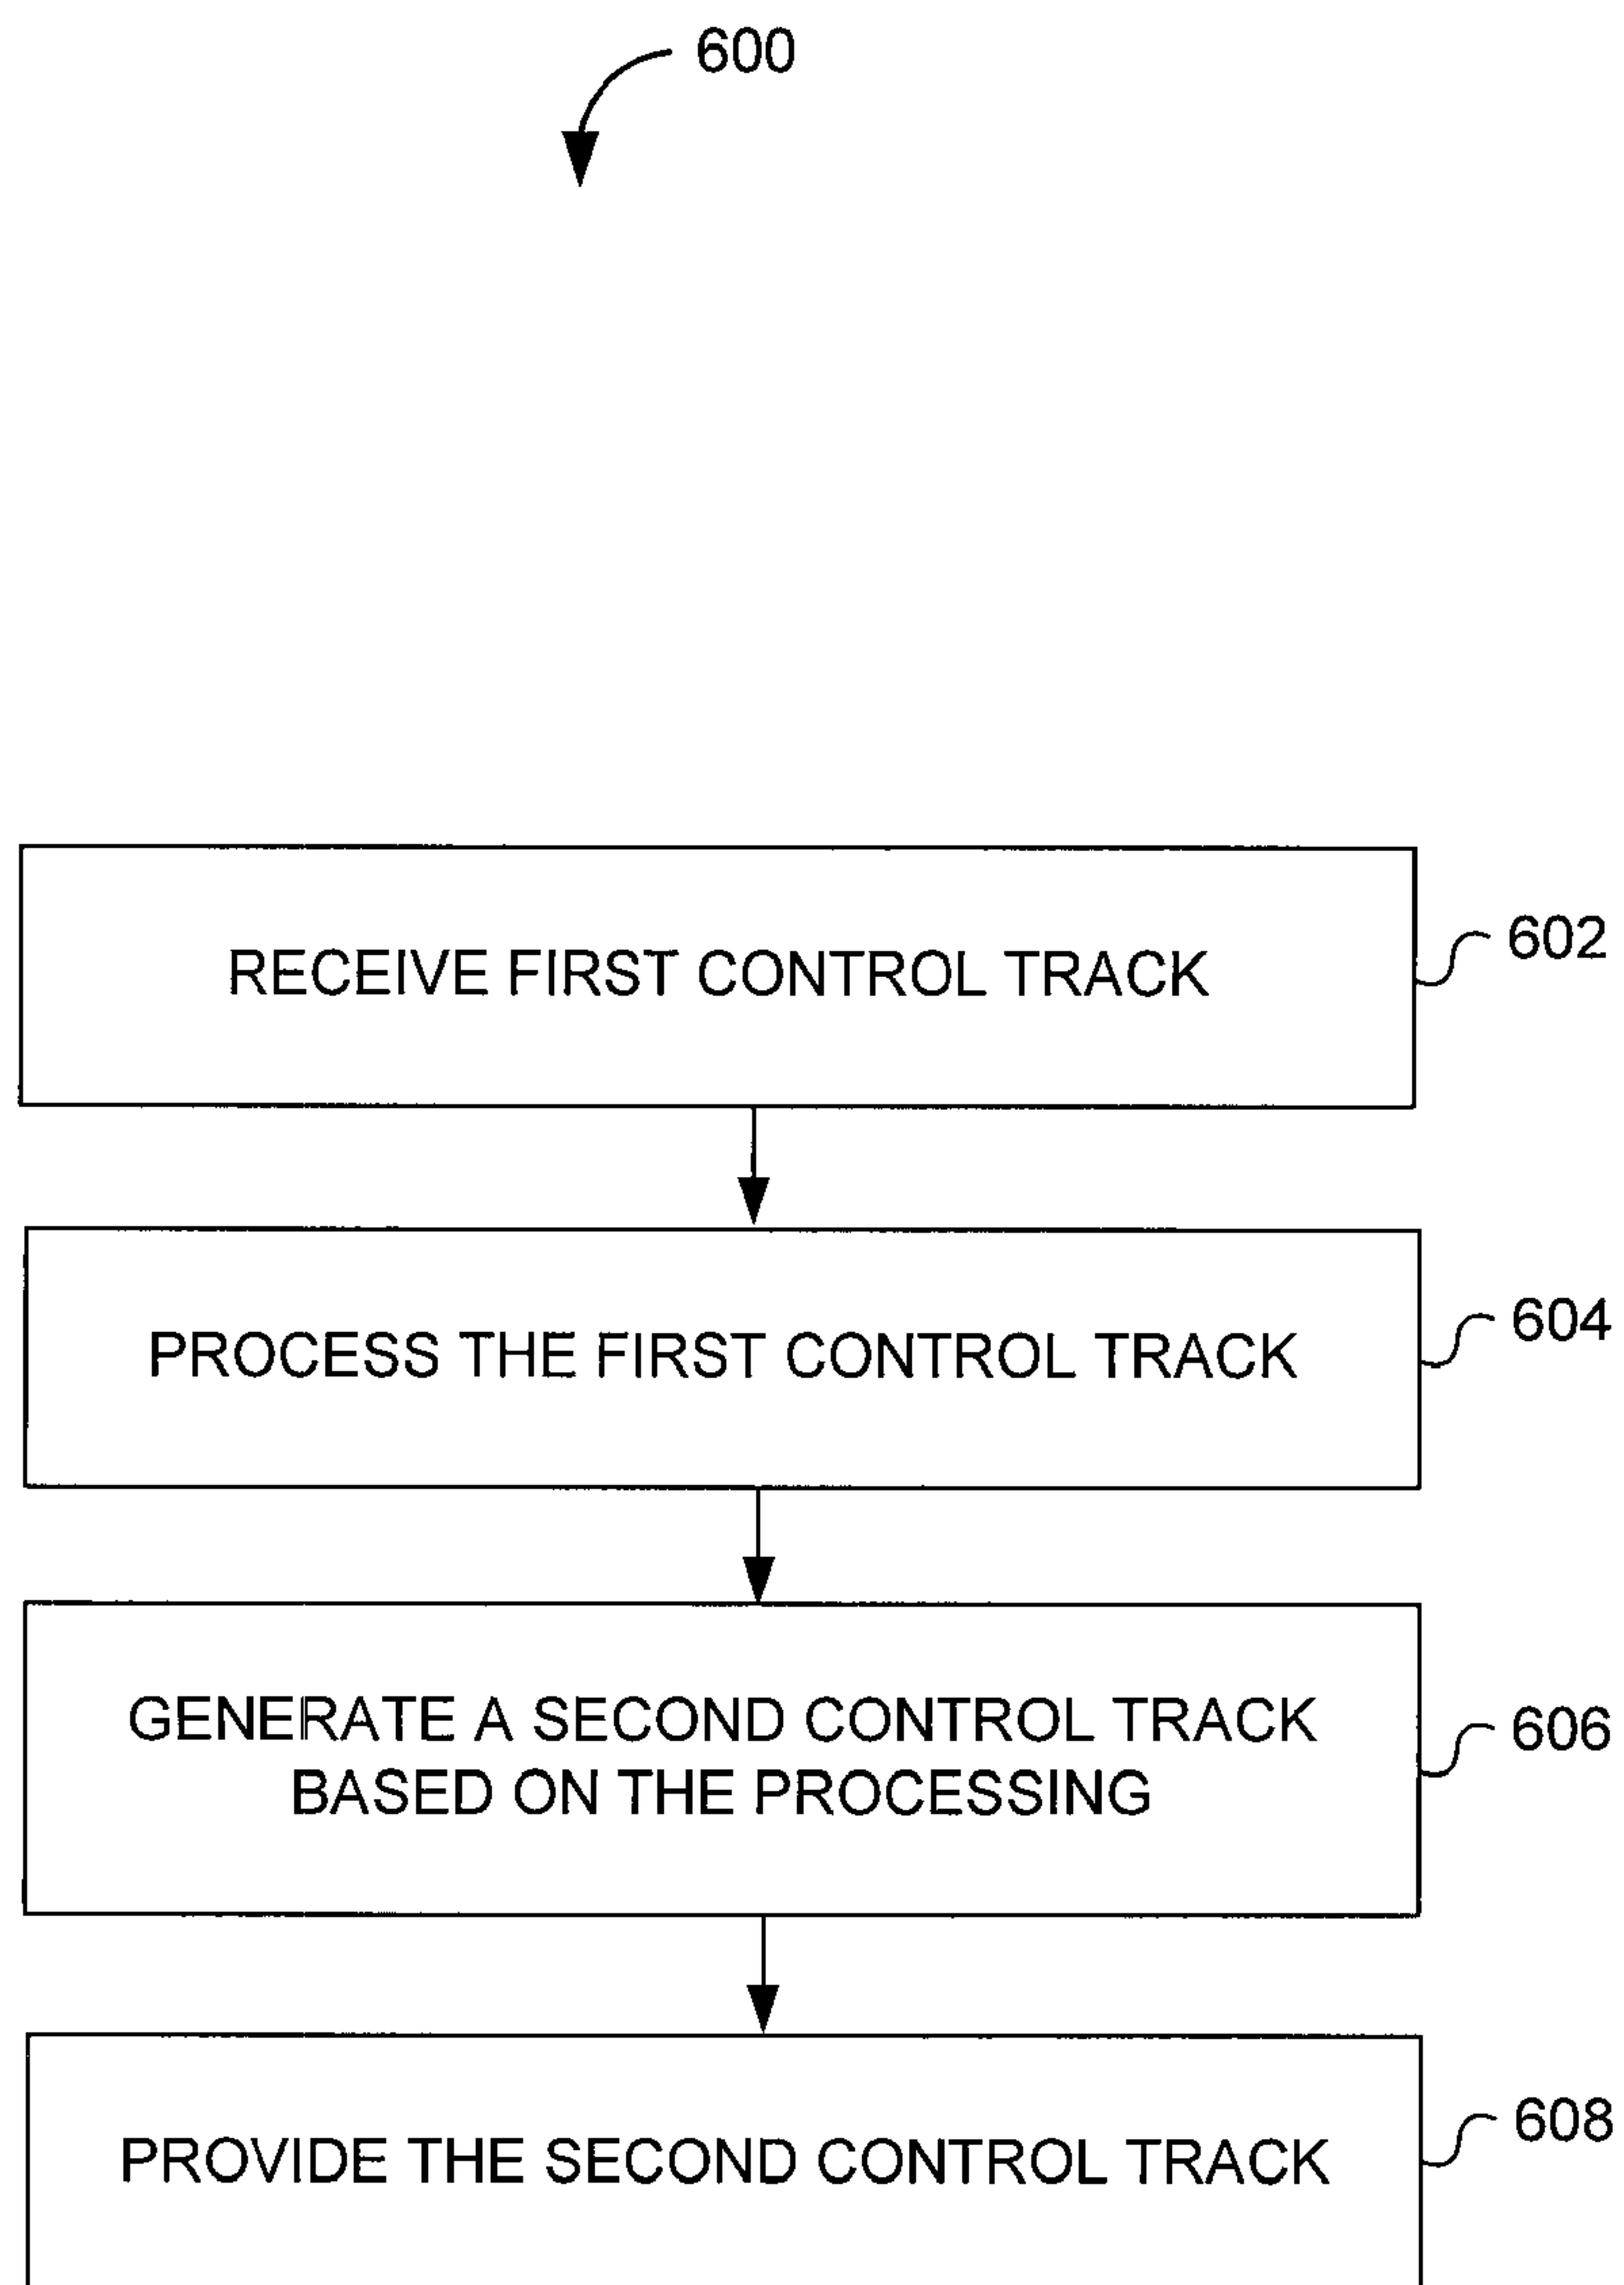 600
RECEIVE FIRST CONTROL TRACK
602
PROCESS THE FIRST CONTROL TRACK
604
GENERATE A SECOND CONTROL TRACK
BASED ON THE PROCESSING
606
PROVIDE THE SECOND CONTROL TRACK
608